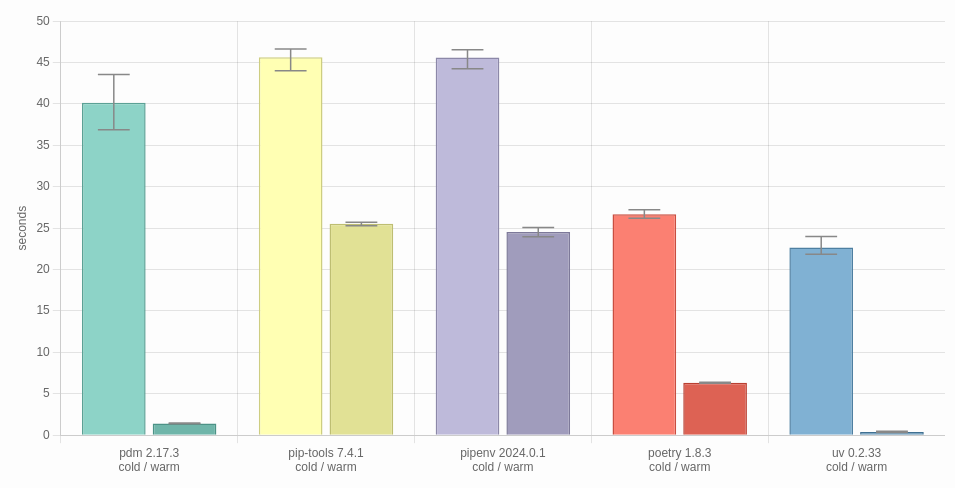 50
45
40
35
30
25
20
15
10
5
0
seconds
pdm 2.17.3
cold / warm
pip-tools 7.4.1
cold / warm
pipenv 2024.0.1
cold / warm
poetry 1.8.3
cold / warm
uv 0.2.33
cold / warm